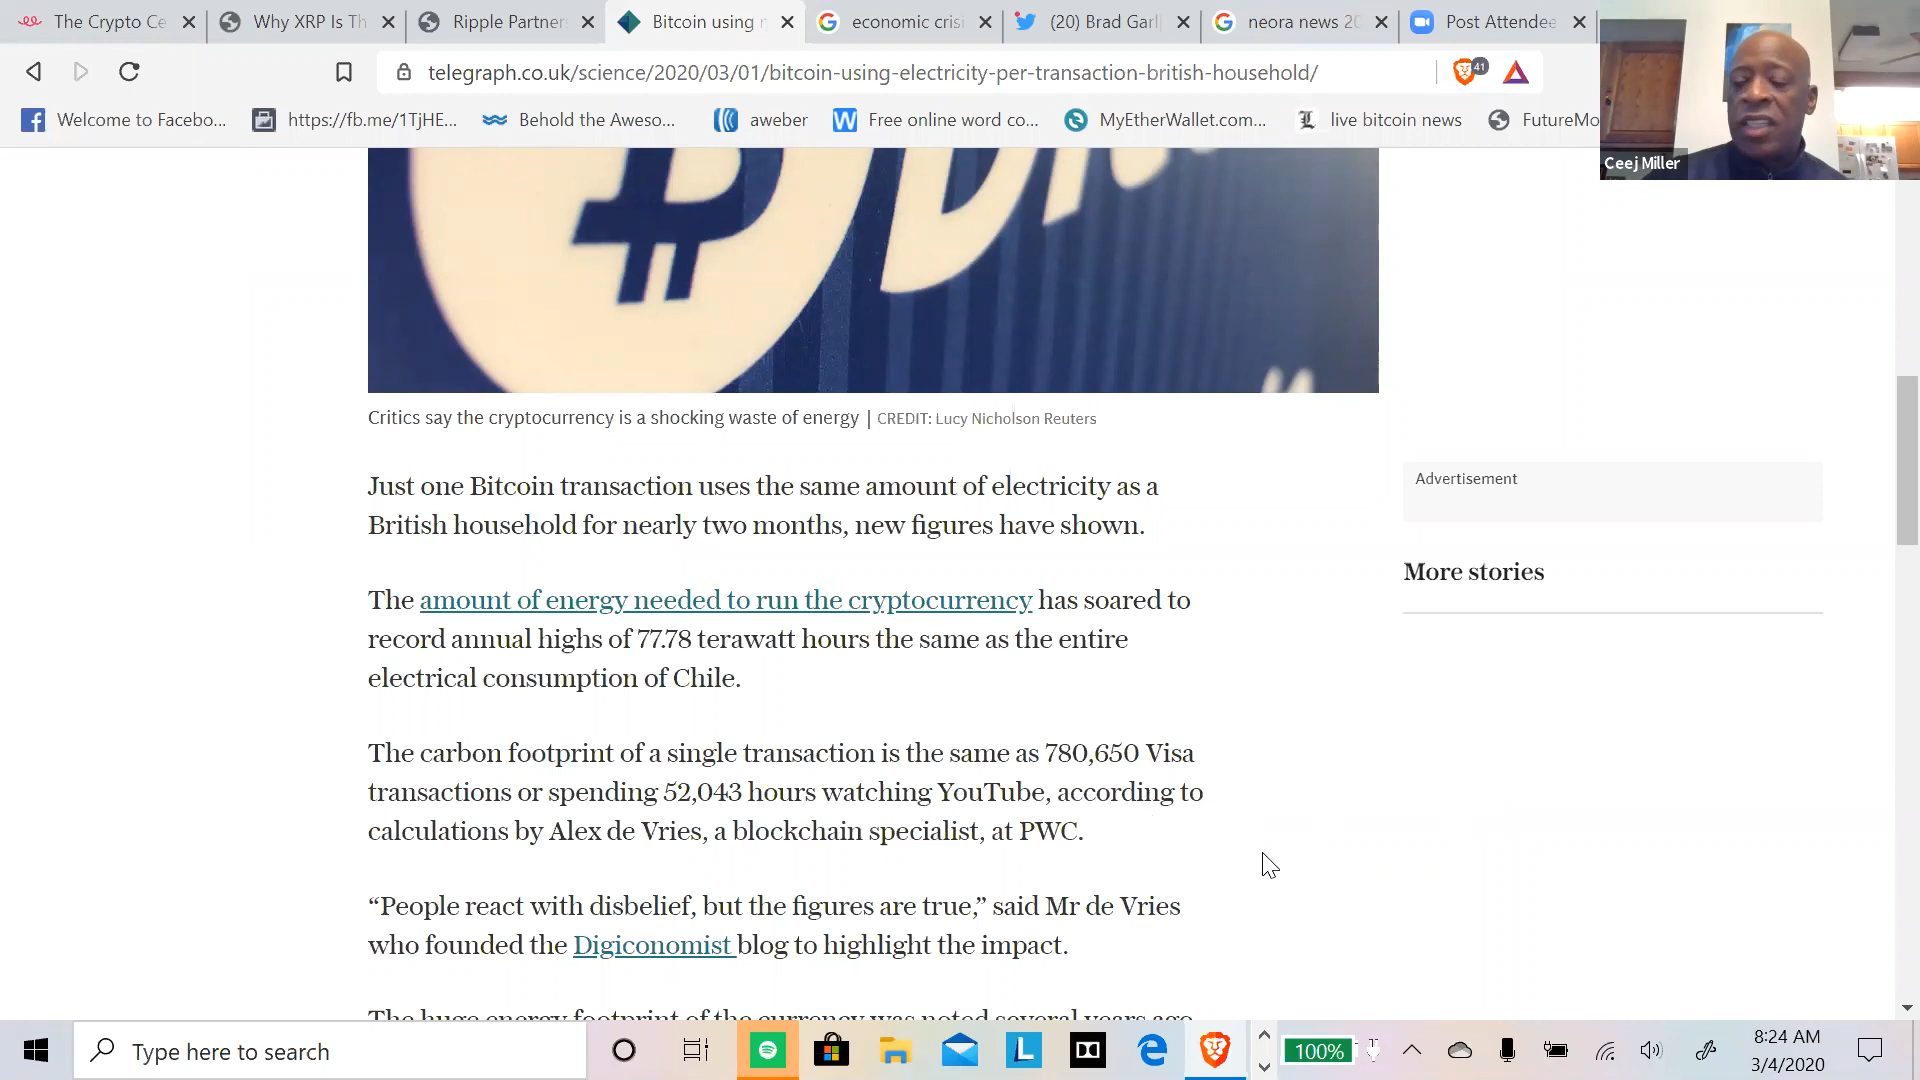 The Crypto Ce
Why XRP Is Th
Ripple Partner
Bitcoin using
economic cris
(20) Brad Garl
neora news 20
Post Attendee
telegraph.co.uk/science/2020/03/01/bitcoin-using-electricity-per-transaction-british-household/
41
Welcome to Facebo...
https://fb.me/1TjHE...
Behold the Aweso...
aweber
W
Free online word co...
MyEtherWallet.com...
live bitcoin news
FutureMo
Ceej Miller
Critics say the cryptocurrency is a shocking waste of energy | CREDIT: Lucy Nicholson Reuters
Just one Bitcoin transaction uses the same amount of electricity as a
British household for nearly two months, new figures have shown.
The amount of energy needed to run the cryptocurrency has soared to
record annual highs of 77.78 terawatt hours the same as the entire
electrical consumption of Chile.
The carbon footprint of a single transaction is the same as 780,650 Visa
transactions or spending 52,043 hours watching YouTube, according to
calculations by Alex de Vries, a blockchain specialist, at PWC.
“People react with disbelief, but the figures are true,” said Mr de Vries
who founded the Digiconomist blog to highlight the impact.
The huge energy footprint of the currency was noted several years ago
Advertisement
More stories
Type here to search
L
100%
8:24 AM
3/4/2020